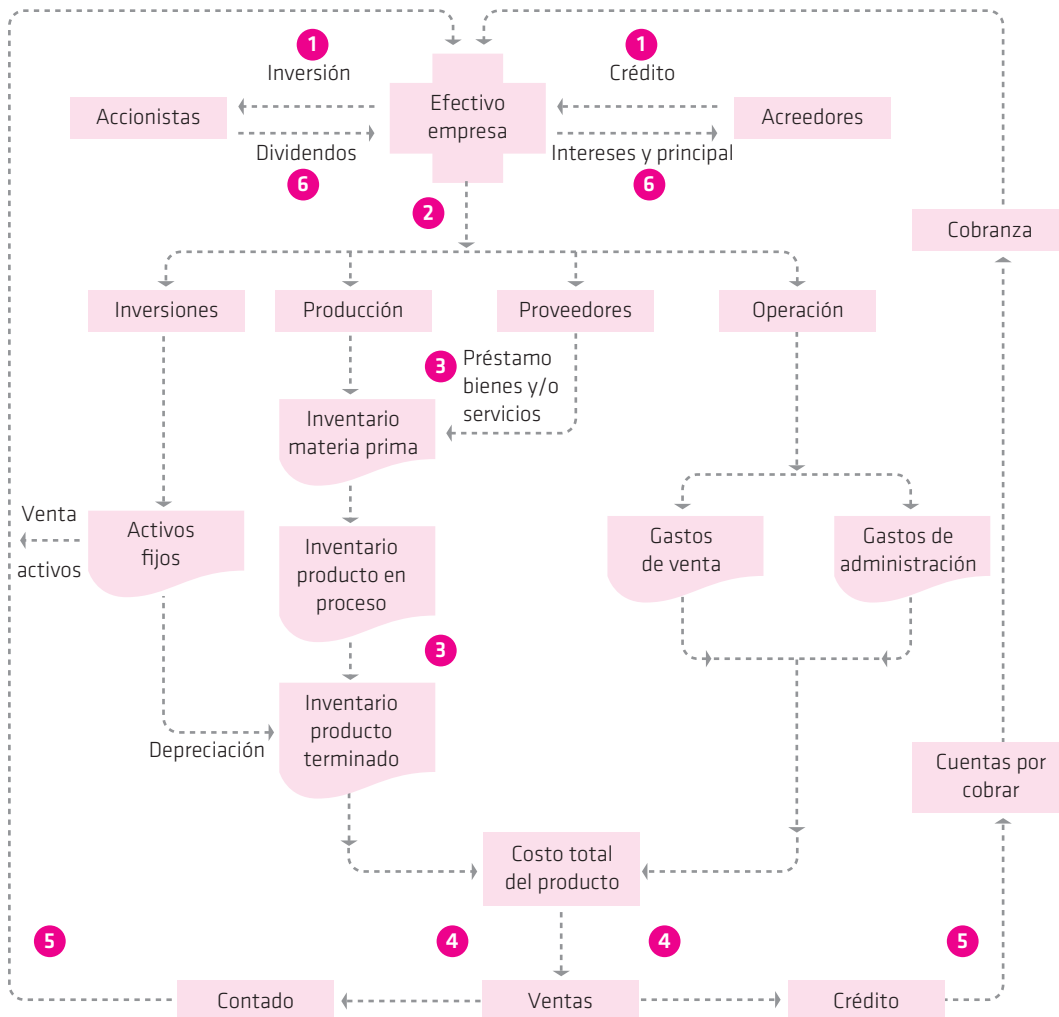 1
Inversión
1
Crédito
Accionistas
Efectivo
empresa
Acreedores
Dividendos
6
Intereses y principal
6
2
Cobranza
Inversiones
Producción
Proveedores
Operación
3
Préstamo
bienes y/o
servicios
Inventario
materia prima
Venta
activos
Activos
fijos
Inventario
producto en
proceso
Gastos
de venta
Gastos de
administración
3
Inventario
producto
terminado
Depreciación
Cuentas por
cobrar
Costo total
del producto
5
4
4
5
Contado
Ventas
Crédito